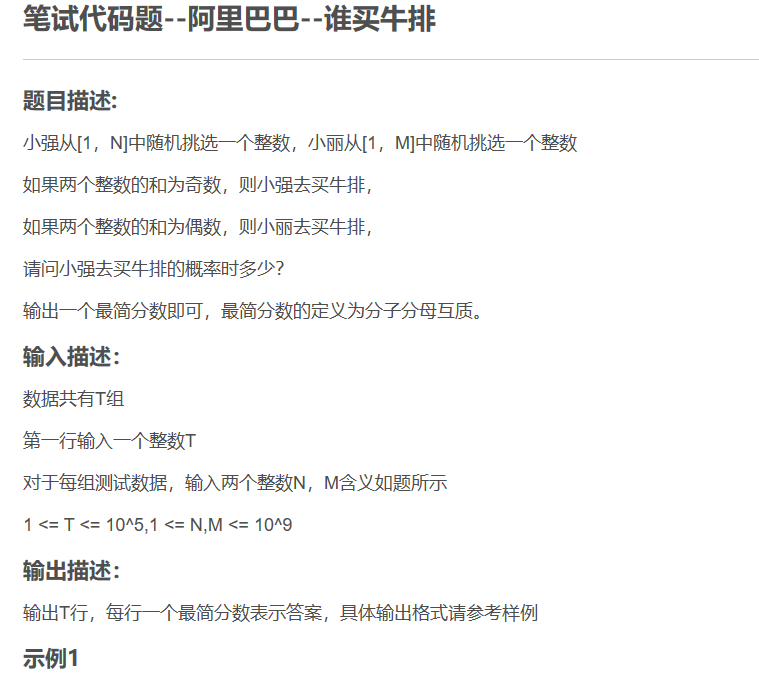 笔试代码题--阿里巴巴--谁买牛排
题目描述:
小强从[1，N]中随机挑选一个整数，小丽从[1，M]中随机挑选一个整数
如果两个整数的和为奇数，则小强去买牛排，
如果两个整数的和为偶数，则小丽去买牛排，
请问小强去买牛排的概率时多少？
输出一个最简分数即可，最简分数的定义为分子分母互质。
输入描述：
数据共有T组
第一行输入一个整数T
对于每组测试数据，输入两个整数N，M含义如题所示
1 <= T <= 10^5,1 <= N,M <= 10^9
输出描述：
输出T行，每行一个最简分数表示答案，具体输出格式请参考样例
示例1